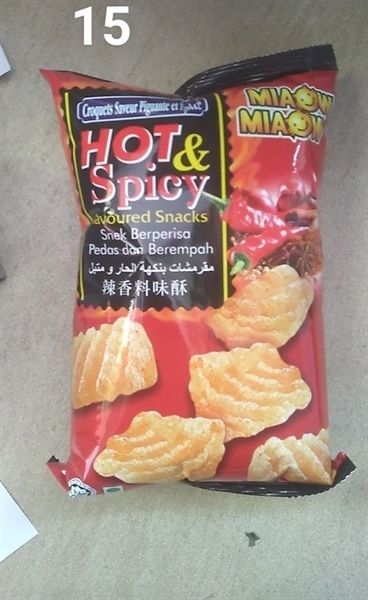 15
Croquets Saveur Piquante et Épicée
MIAOW
MIAOW
HOT &
Spicy
Flavoured Snacks
Snek Berperisa
Pedas dan Berempah
مقرمشات بنكهة الحار و متبل
辣香料味酥